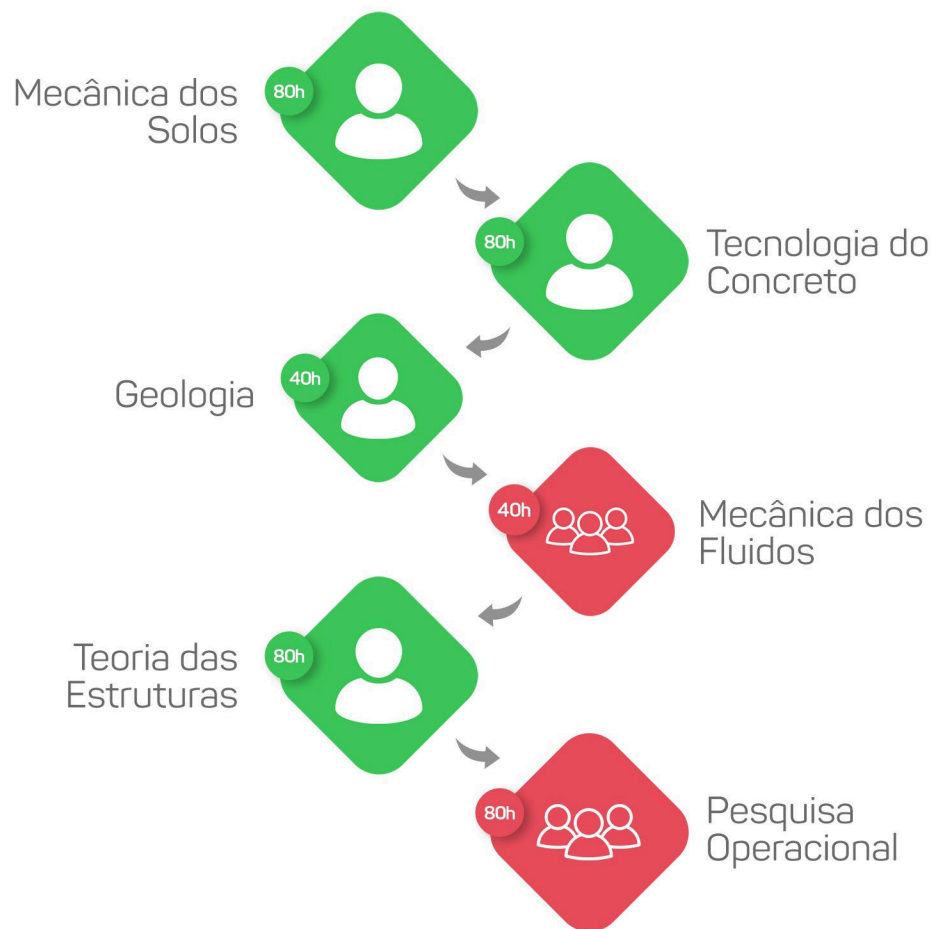 Mecânica dos
Solos
80h
80h
Tecnologia do
Concreto
Geologia
40h
40h
Mecânica dos
Fluidos
Teoria das
Estruturas
80h
80h
Pesquisa
Operacional